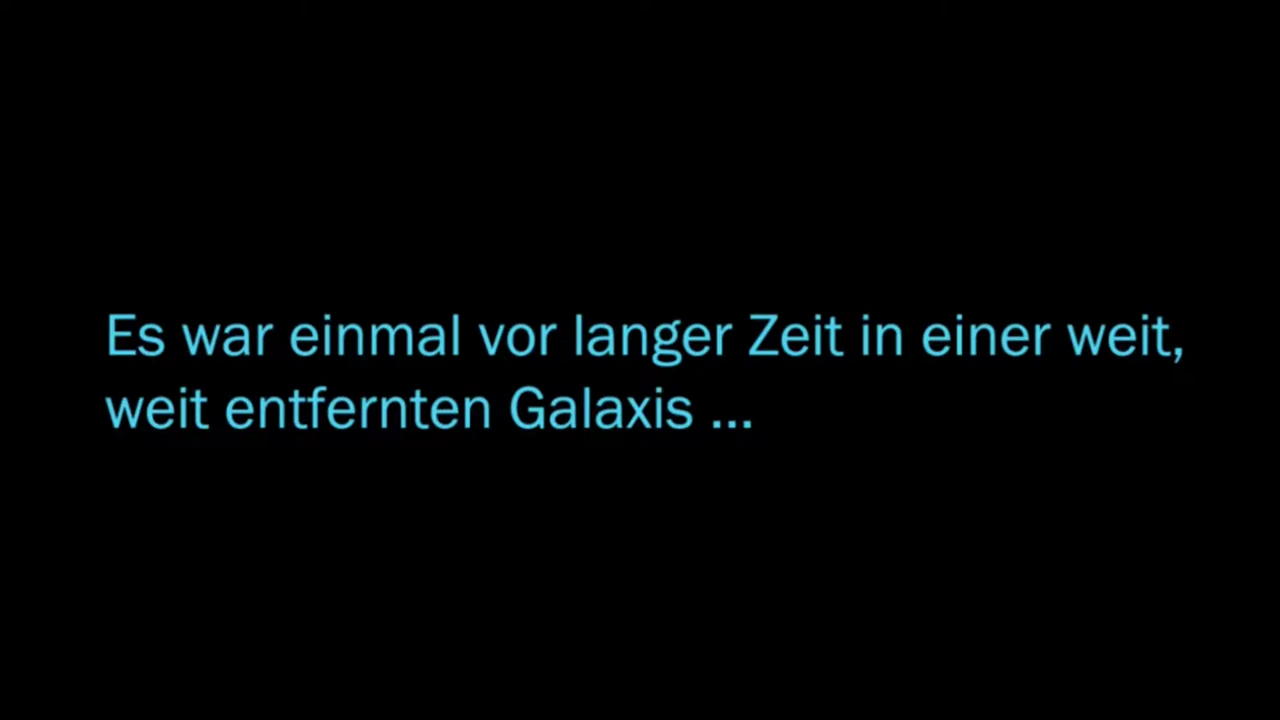 Es war einmal vor langer Zeit in einer weit,
weit entfernten Galaxis ...